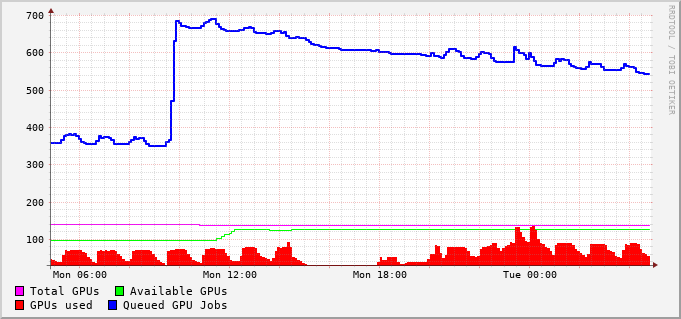 700
600
500
400
300
200
100
Mon 06:00 Mon 12:00 Mon 18:00 Tue 00:00
Total GPUs Available GPUs
GPUs used Queued GPU Jobs
RRDTOOL / TOBI OETIKER